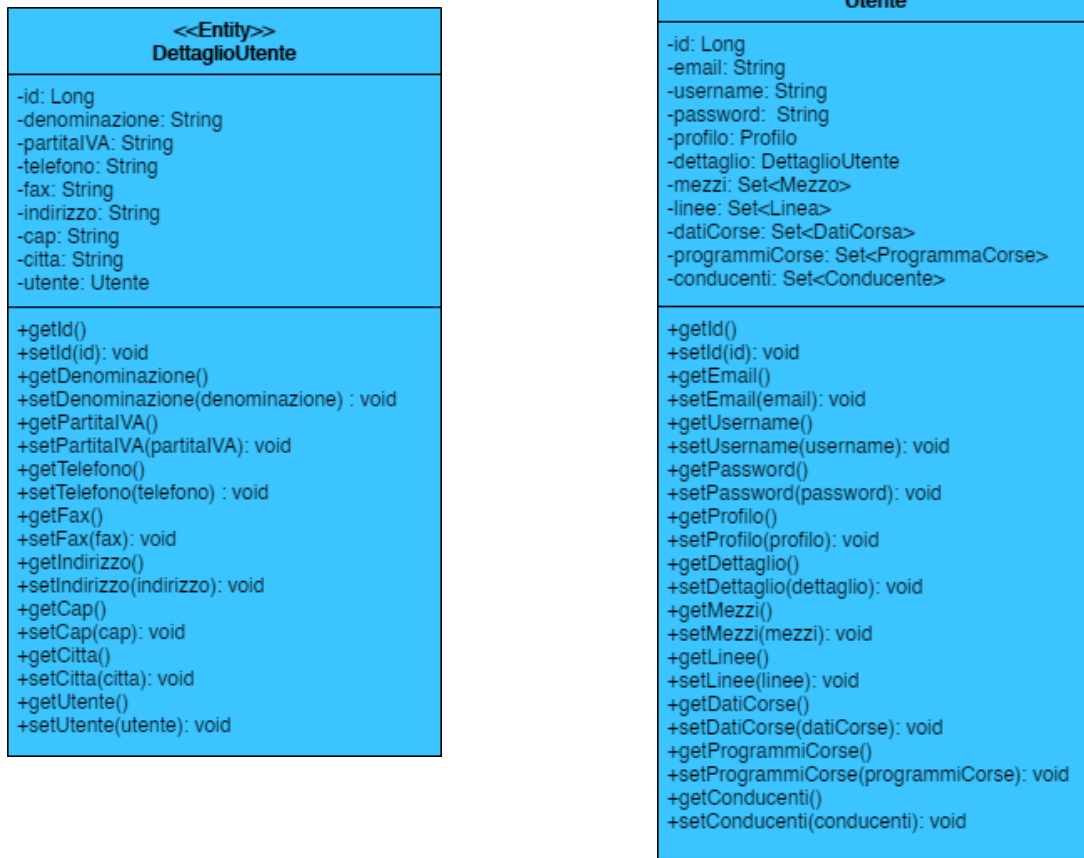 <<Entity>>
DettaglioUtente
-id: Long
-denominazione: String
-partitaIVA: String
-telefono: String
-fax: String
-indirizzo: String
-cap: String
-citta: String
-utente: Utente
+getId()
+setId(id): void
+getDenominazione()
+setDenominazione(denominazione) : void
+getPartitaIVA()
+setPartitaIVA(partitaIVA): void
+getTelefono()
+setTelefono(telefono) : void
+getFax()
+setFax(fax): void
+getIndirizzo()
+setIndirizzo(indirizzo): void
+getCap()
+setCap(cap): void
+getCitta()
+setCitta(citta): void
+getUtente()
+setUtente(utente): void
Utente
-id: Long
-email: String
-username: String
-password:  String
-profilo: Profilo
-dettaglio: DettaglioUtente
-mezzi: Set<Mezzo>
-linee: Set<Linea>
-datiCorse: Set<DatiCorsa>
-programmiCorse: Set<ProgrammaCorse>
-conducenti: Set<Conducente>
+getId()
+setId(id): void
+getEmail()
+setEmail(email): void
+getUsername()
+setUsername(username): void
+getPassword()
+setPassword(password): void
+getProfilo()
+setProfilo(profilo): void
+getDettaglio()
+setDettaglio(dettaglio): void
+getMezzi()
+setMezzi(mezzi): void
+getLinee()
+setLinee(linee): void
+getDatiCorse()
+setDatiCorse(datiCorse): void
+getProgrammiCorse()
+setProgrammiCorse(programmiCorse): void
+getConducenti()
+setConducenti(conducenti): void